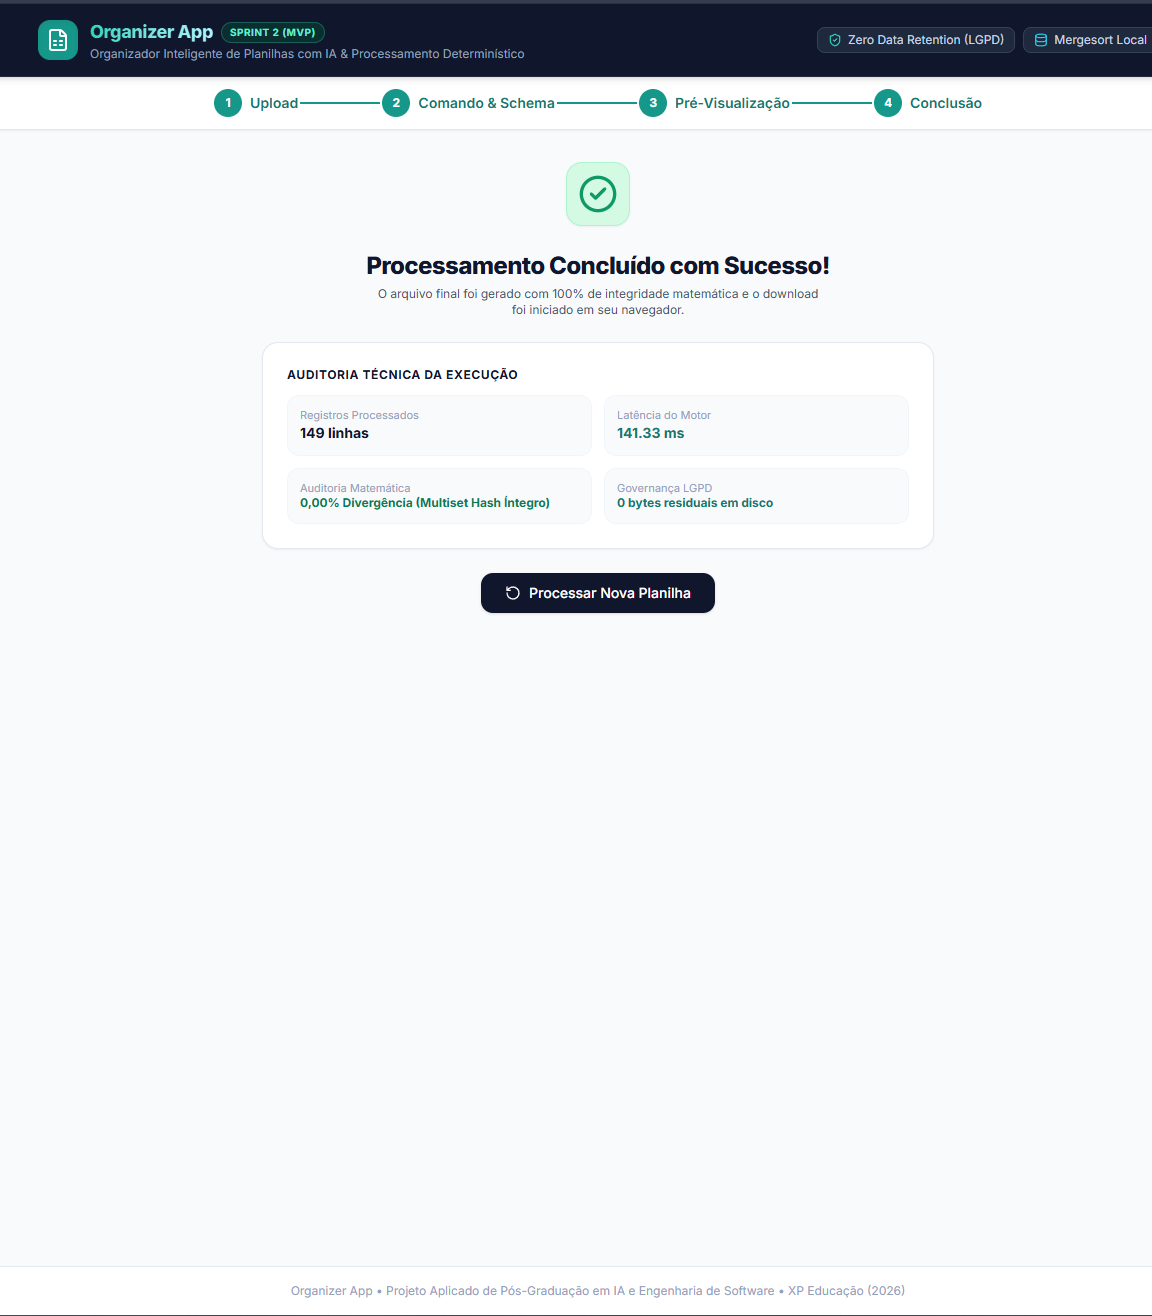 Organizer App SPRINT 2 (MVP)
Organizador Inteligente de Planilhas com IA & Processamento Determinístico
Zero Data Retention (LGPD)
Mergesort Local
1 Upload
2 Comando & Schema
3 Pré-Visualização
4 Conclusão
Processamento Concluído com Sucesso!
O arquivo final foi gerado com 100% de integridade matemática e o download
foi iniciado em seu navegador.
AUDITORIA TÉCNICA DA EXECUÇÃO
Registros Processados
149 linhas
Latência do Motor
141.33 ms
Auditoria Matemática
0,00% Divergência (Multiset Hash Íntegro)
Governança LGPD
0 bytes residuais em disco
Processar Nova Planilha
Organizer App • Projeto Aplicado de Pós-Graduação em IA e Engenharia de Software • XP Educação (2026)